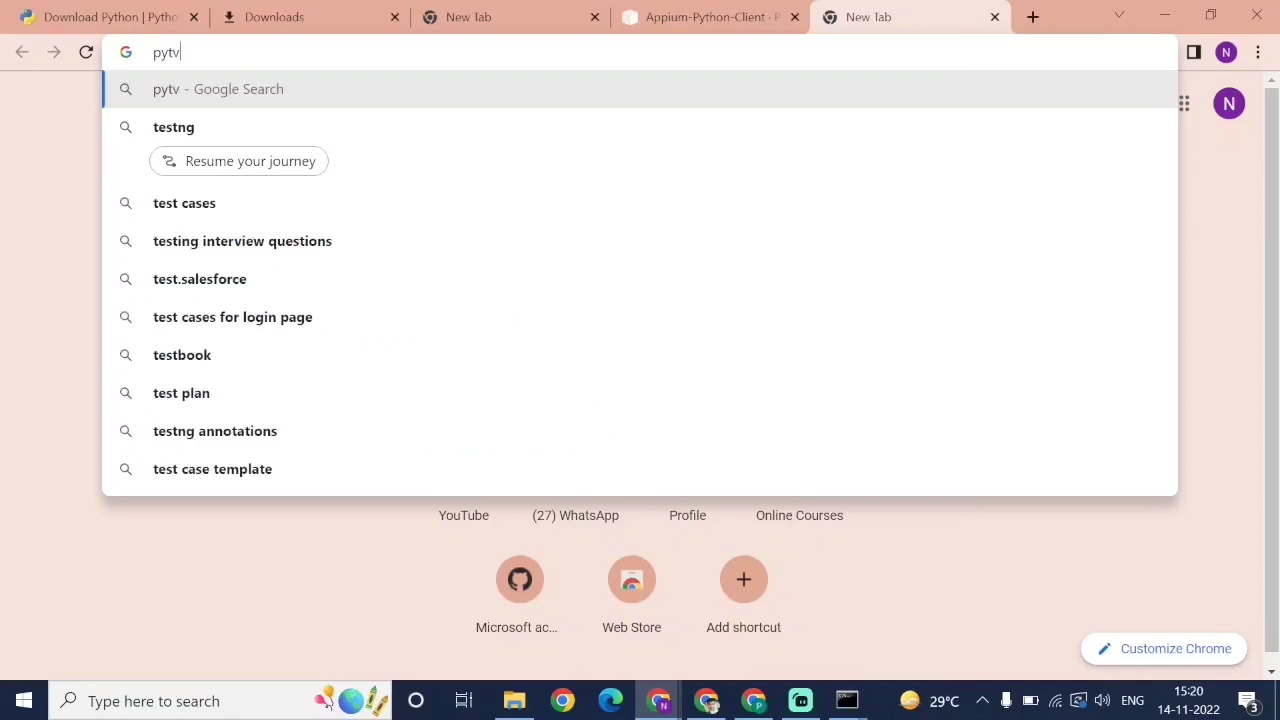 Download Python | Pytho
Downloads
New Tab
Appium-Python-Client · P
New Tab
pytv
N
pytv - Google Search
N
testng
Resume your journey
test cases
testing interview questions
test.salesforce
test cases for login page
testbook
test plan
testng annotations
test case template
YouTube
(27) WhatsApp
Profile
Online Courses
Microsoft ac...
Web Store
Add shortcut
Customize Chrome
Type here to search
29°C
ENG
15:20
14-11-2022
3